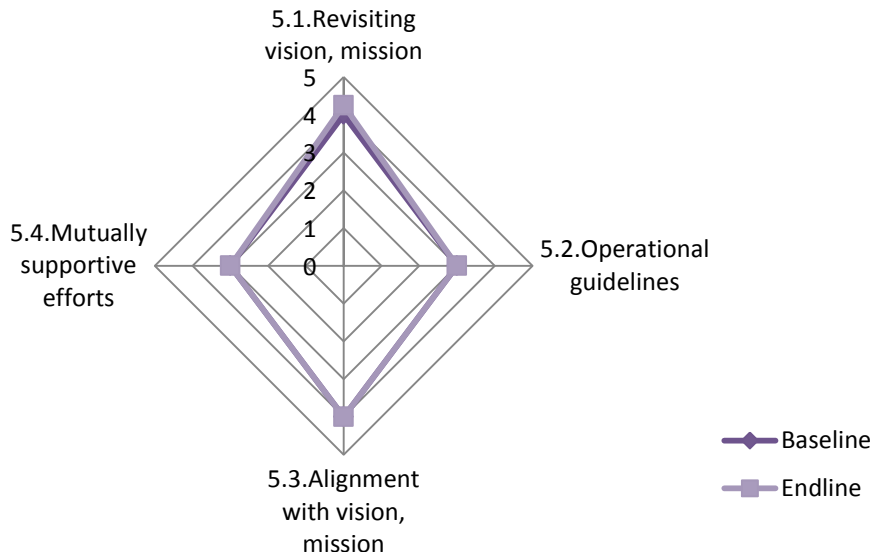 5.1.Revisiting
vision, mission
5
4
3
2
1
0
5.4.Mutually
supportive
efforts
5.2.Operational
guidelines
5.3.Alignment
with vision,
mission
Baseline
Endline